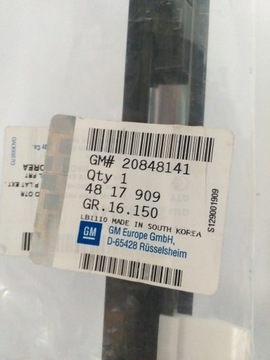 GM# 20848141
Qty 1
48 17 909
GR.16.150
LB1110 MADE IN SOUTH KOREA
GM
GM Europe GmbH,
D-65428 Rüsselsheim
S129001909